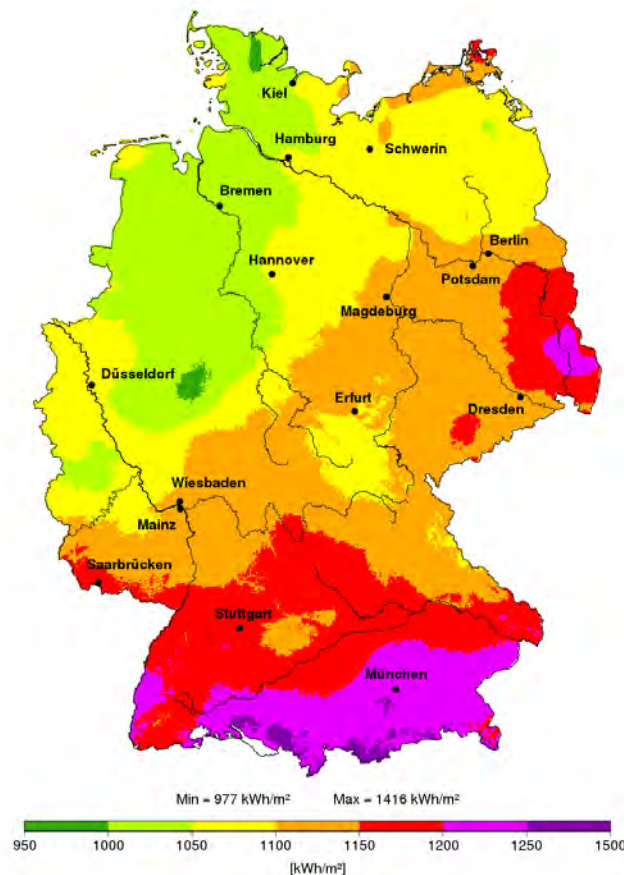 Kiel
Hamburg
Schwerin
Bremen
Berlin
Hannover
Potsdam
Magdeburg
Düsseldorf
Erfurt
Dresden
Wiesbaden
Mainz
Saarbrücken
Stuttgart
München
Min = 977 kWh/m² Max = 1416 kWh/m²
950 1000 1050 1100 1150 1200 1250 1500
[kWh/m²]